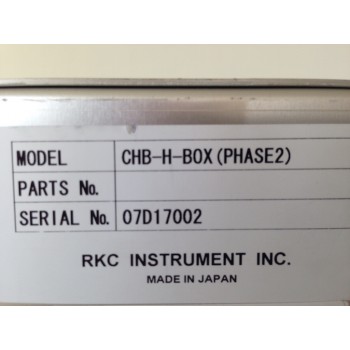 MODEL CHB-H-BOX(PHASE2)
PARTS No.
SERIAL No. 07D17002
RKC INSTRUMENT INC.
MADE IN JAPAN